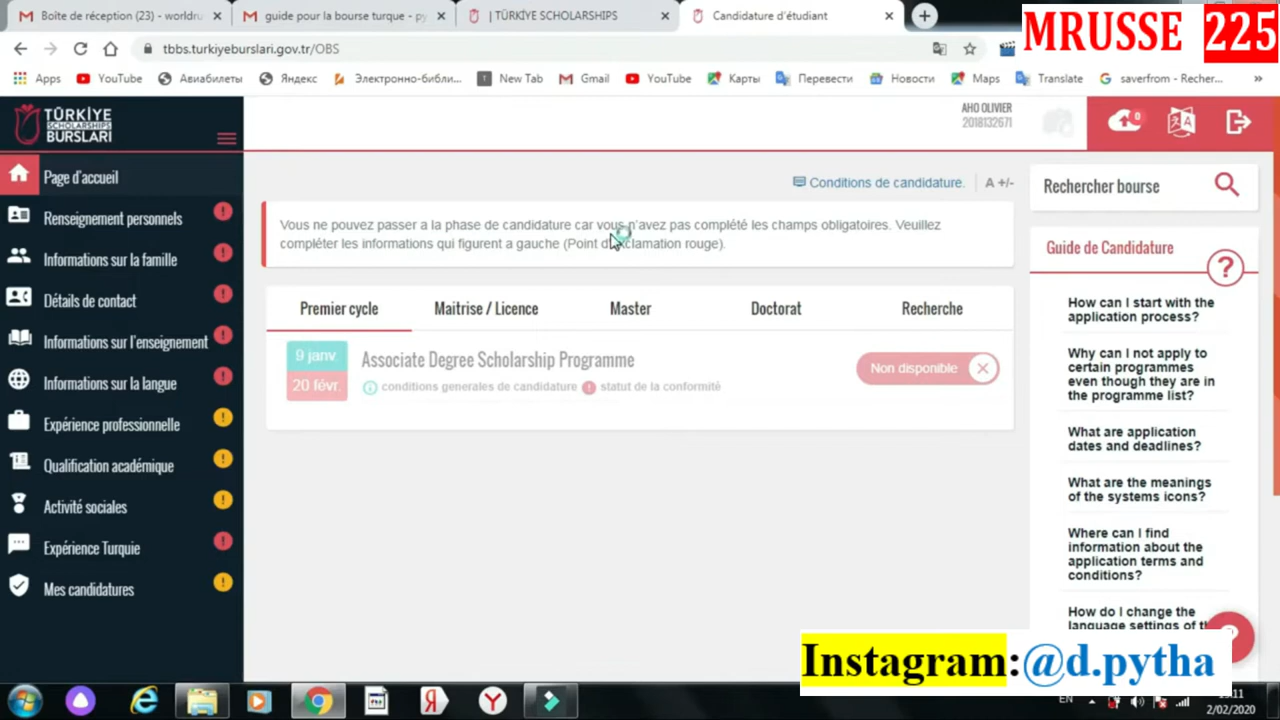 Boîte de réception (23) - worldru
guide pour la bourse turque - py
| TÜRKİYE SCHOLARSHIPS
Candidature d'étudiant
MRUSSE 225
tbbs.turkiyeburslari.gov.tr/OBS
Apps
YouTube
Авиабилеты
Яндекс
Электронно-библи...
New Tab
Gmail
YouTube
Карты
Перевести
Новости
Maps
Translate
saverfrom - Recher...
»
TÜRKİYE
SCHOLARSHIPS
BURSLARI
AHO OLIVIER
2018132671
0
Page d'accueil
Renseignement personnels
Informations sur la famille
Détails de contact
Informations sur l'enseignement
Informations sur la langue
Expérience professionnelle
Qualification académique
Activité sociales
Expérience Turquie
Mes candidatures
Conditions de candidature.
A +/-
Vous ne pouvez passer a la phase de candidature car vous n'avez pas complété les champs obligatoires. Veuillez
compléter les informations qui figurent a gauche (Point d'exclamation rouge).
Premier cycle
Maitrise / Licence
Master
Doctorat
Recherche
9 janv.
20 févr.
Associate Degree Scholarship Programme
conditions generales de candidature
statut de la conformité
Non disponible
Rechercher bourse
Guide de Candidature
How can I start with the
application process?
Why can I not apply to
certain programmes
even though they are in
the programme list?
What are application
dates and deadlines?
What are the meanings
of the systems icons?
Where can I find
information about the
application terms and
conditions?
How do I change the
language settings of
Instagram:@d.pytha
EN
2/02/2020